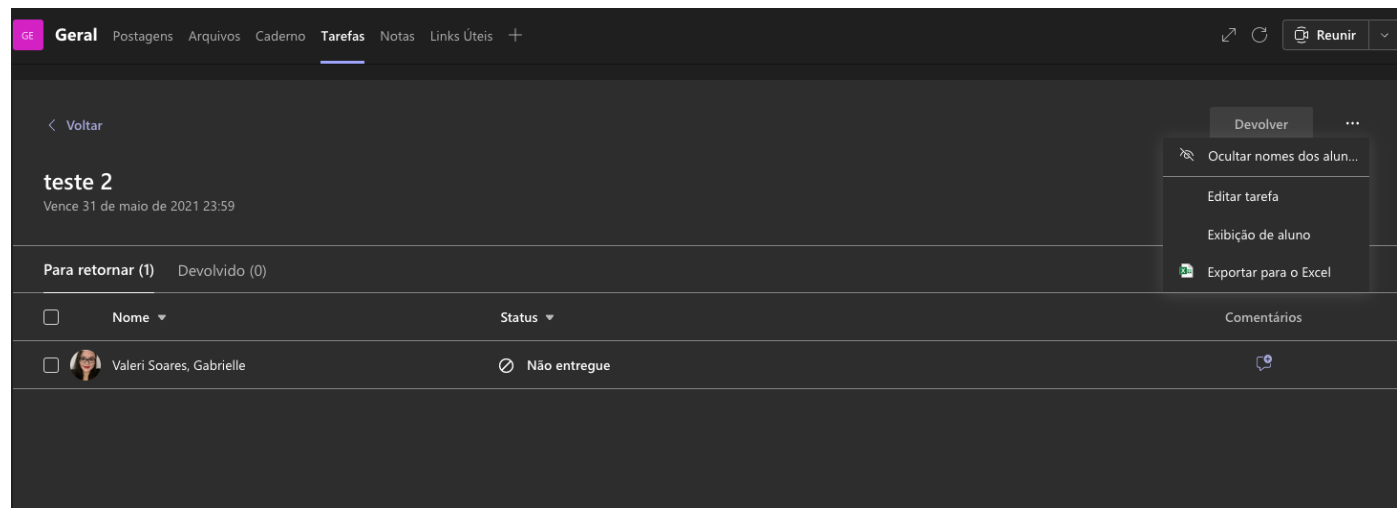 GE Geral Postagens Arquivos Caderno Tarefas Notas Links Úteis Reunir
Voltar
Devolver ...
Ocultar nomes dos alun...
teste 2
Vence 31 de maio de 2021 23:59
Editar tarefa
Exibição de aluno
Exportar para o Excel
Para retornar (1) Devolvido (0)
Nome Status Comentários
Valeri Soares, Gabrielle Não entregue